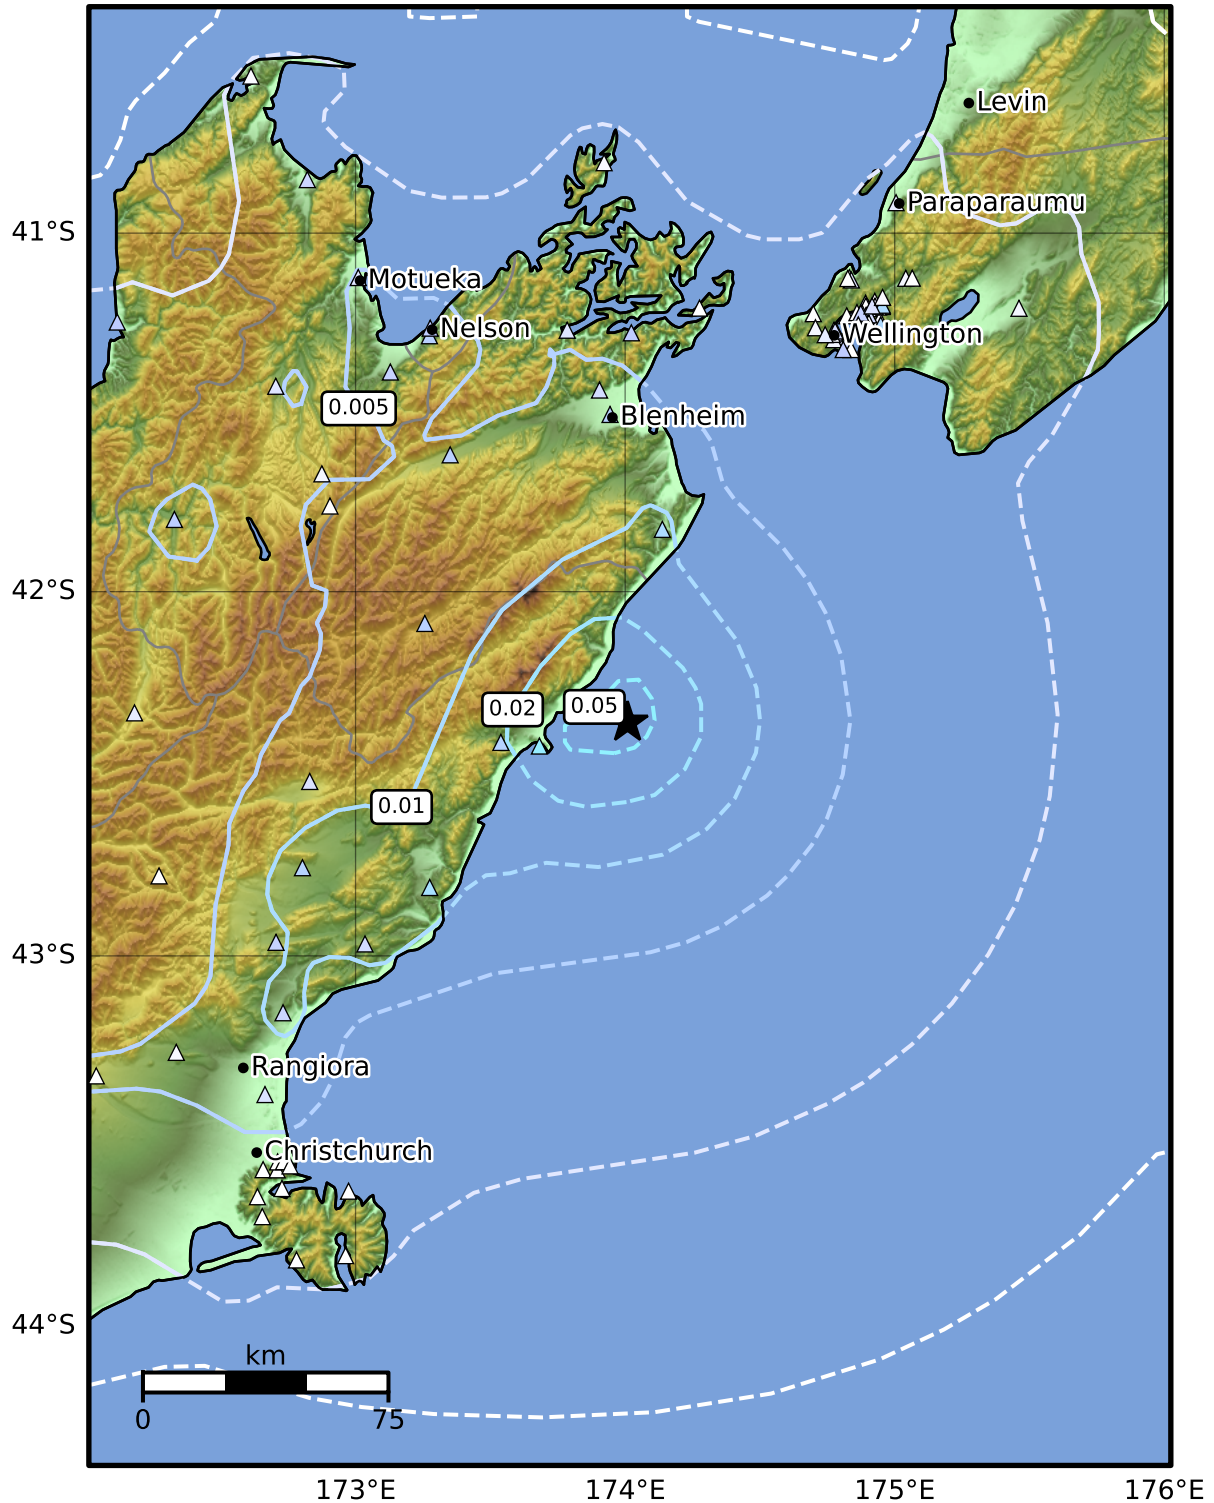 Levin
Paraparaumu
41°S
Motueka
Nelson
Wellington
0.005
Blenheim
42°S
0.02
0.05
0.01
43°S
Rangiora
Christchurch
44°S
km
0
75
173°E
174°E
175°E
176°E